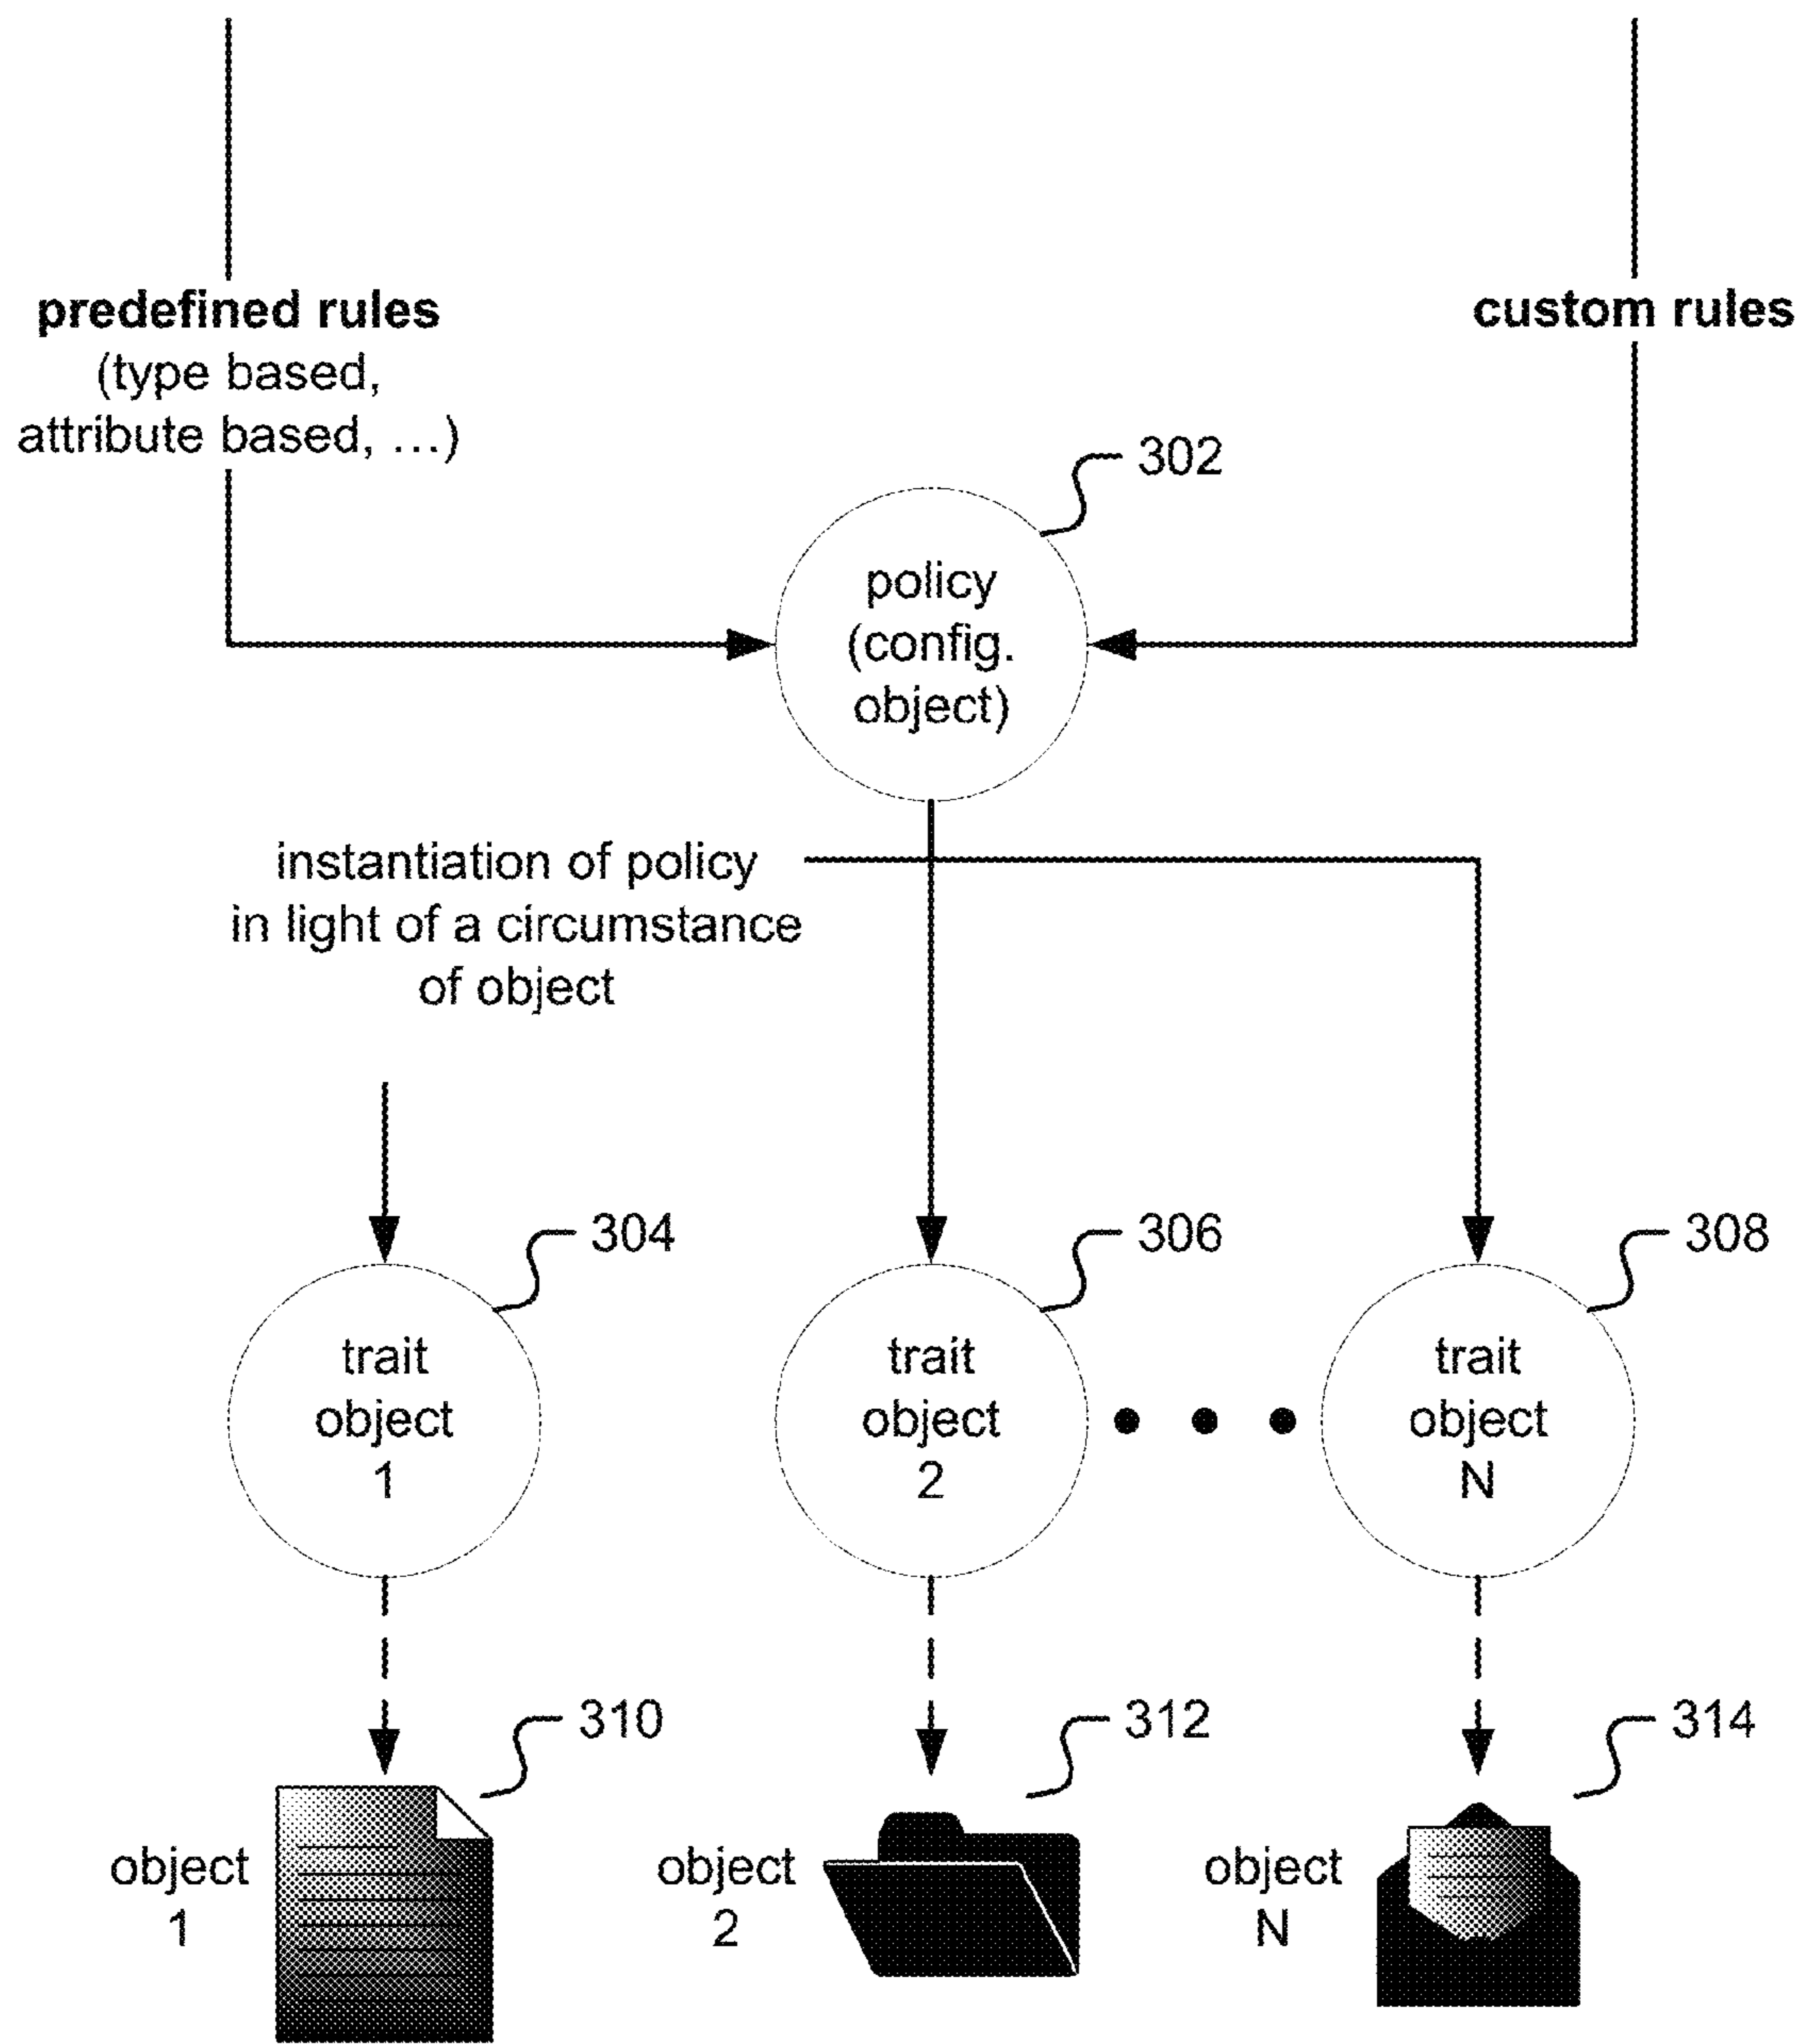 predefined rules
(type based,
attribute based, ...)
custom rules
302
policy
(config.
object)
instantiation of policy
in light of a circumstance
of object
304
306
308
trait
object
1
trait
object
2
trait
object
N
310
312
314
object
1
object
2
object
N